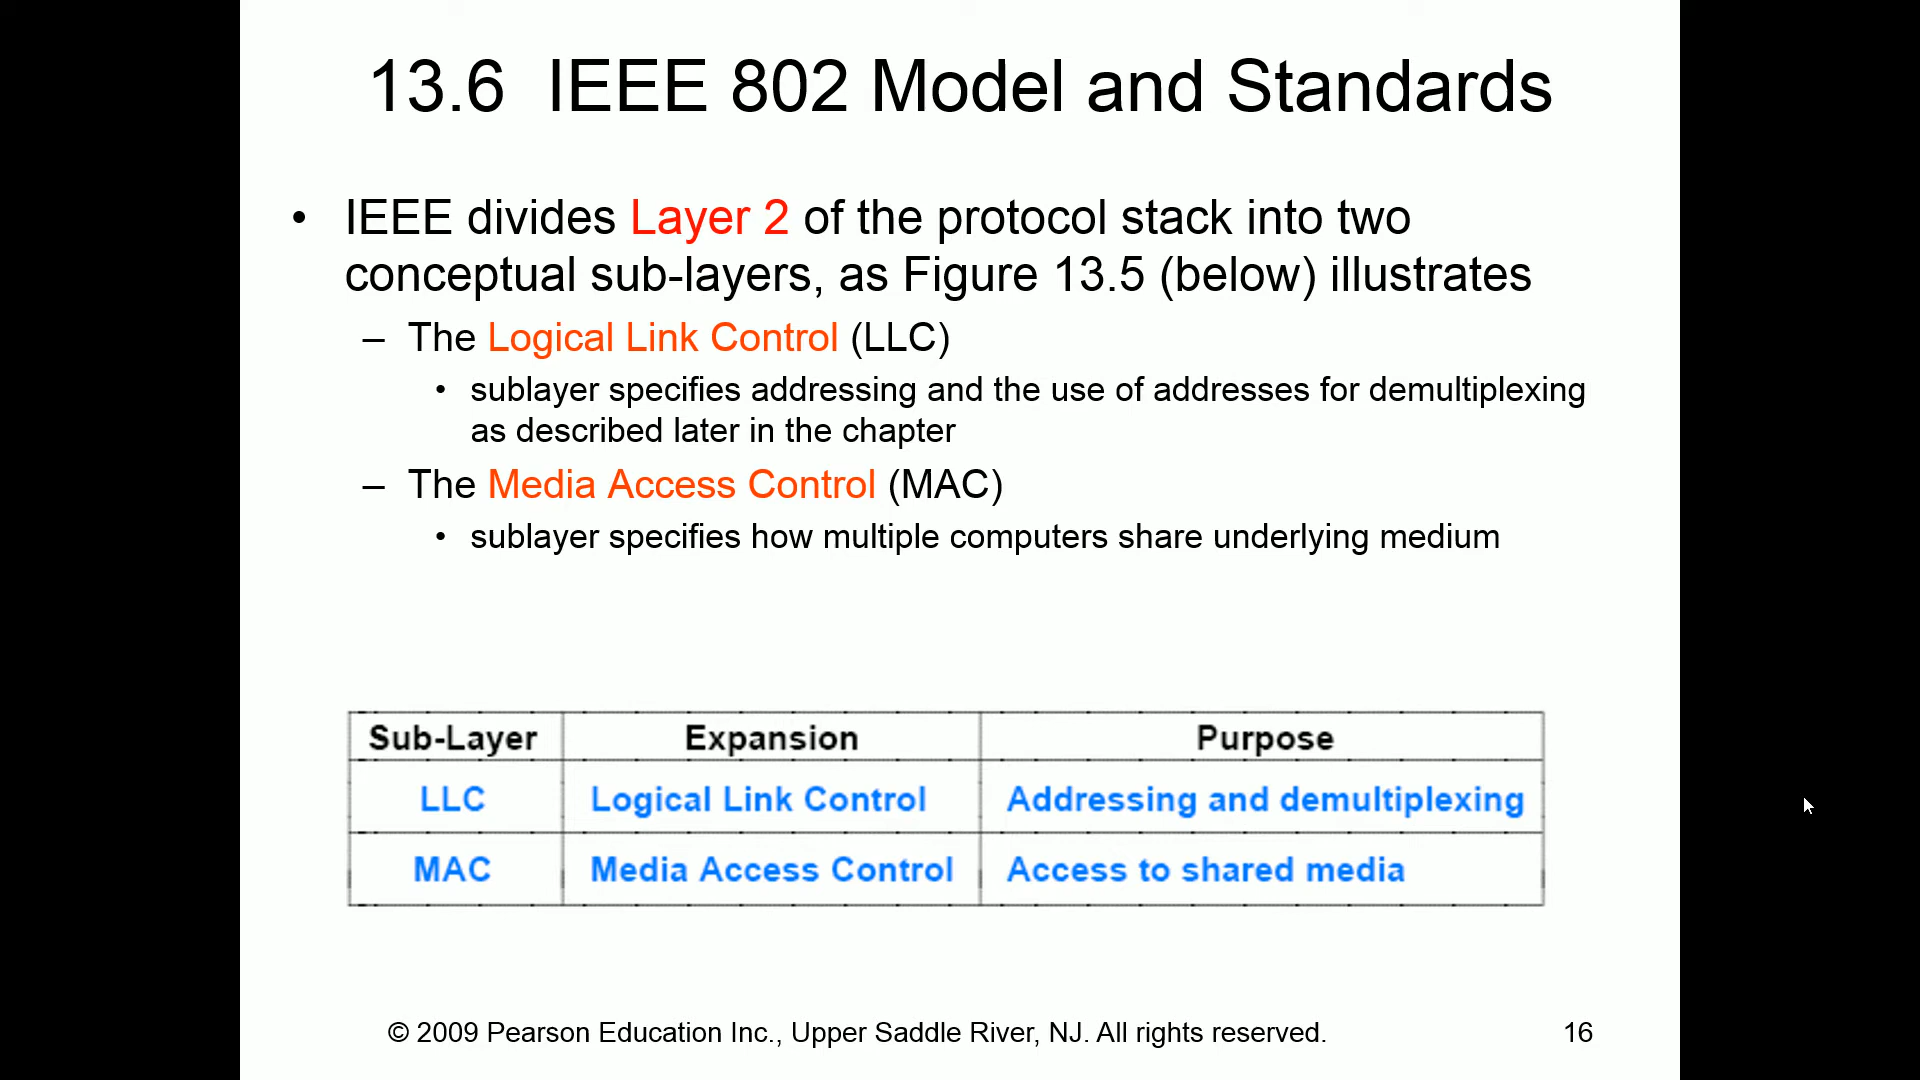 13.6 IEEE 802 Model and Standards
• IEEE divides Layer 2 of the protocol stack into two
conceptual sub-layers, as Figure 13.5 (below) illustrates
– The Logical Link Control (LLC)
• sublayer specifies addressing and the use of addresses for demultiplexing
as described later in the chapter
– The Media Access Control (MAC)
• sublayer specifies how multiple computers share underlying medium
Sub-Layer Expansion Purpose
LLC Logical Link Control Addressing and demultiplexing
MAC Media Access Control Access to shared media
© 2009 Pearson Education Inc., Upper Saddle River, NJ. All rights reserved. 16